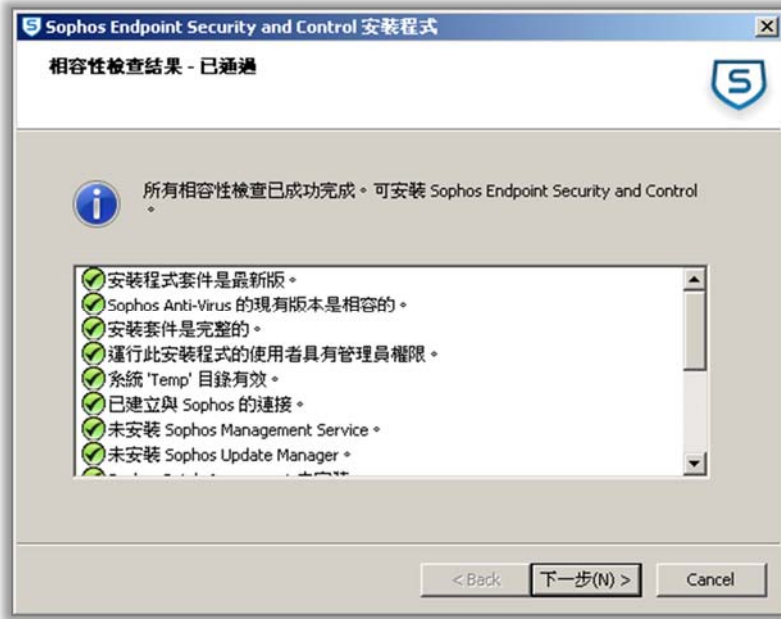 Sophos Endpoint Security and Control 安裝程式
相容性檢查結果 - 已通過
所有相容性檢查已成功完成。可安裝 Sophos Endpoint Security and Control
。
安裝程式套件是最新版。
Sophos Anti-Virus 的現有版本是相容的。
安裝套件是完整的。
運行此安裝程式的使用者具有管理員權限。
系統 'Temp' 目錄有效。
已建立與 Sophos 的連接。
未安裝 Sophos Management Service。
未安裝 Sophos Update Manager。
< Back
下一步(N) >
Cancel